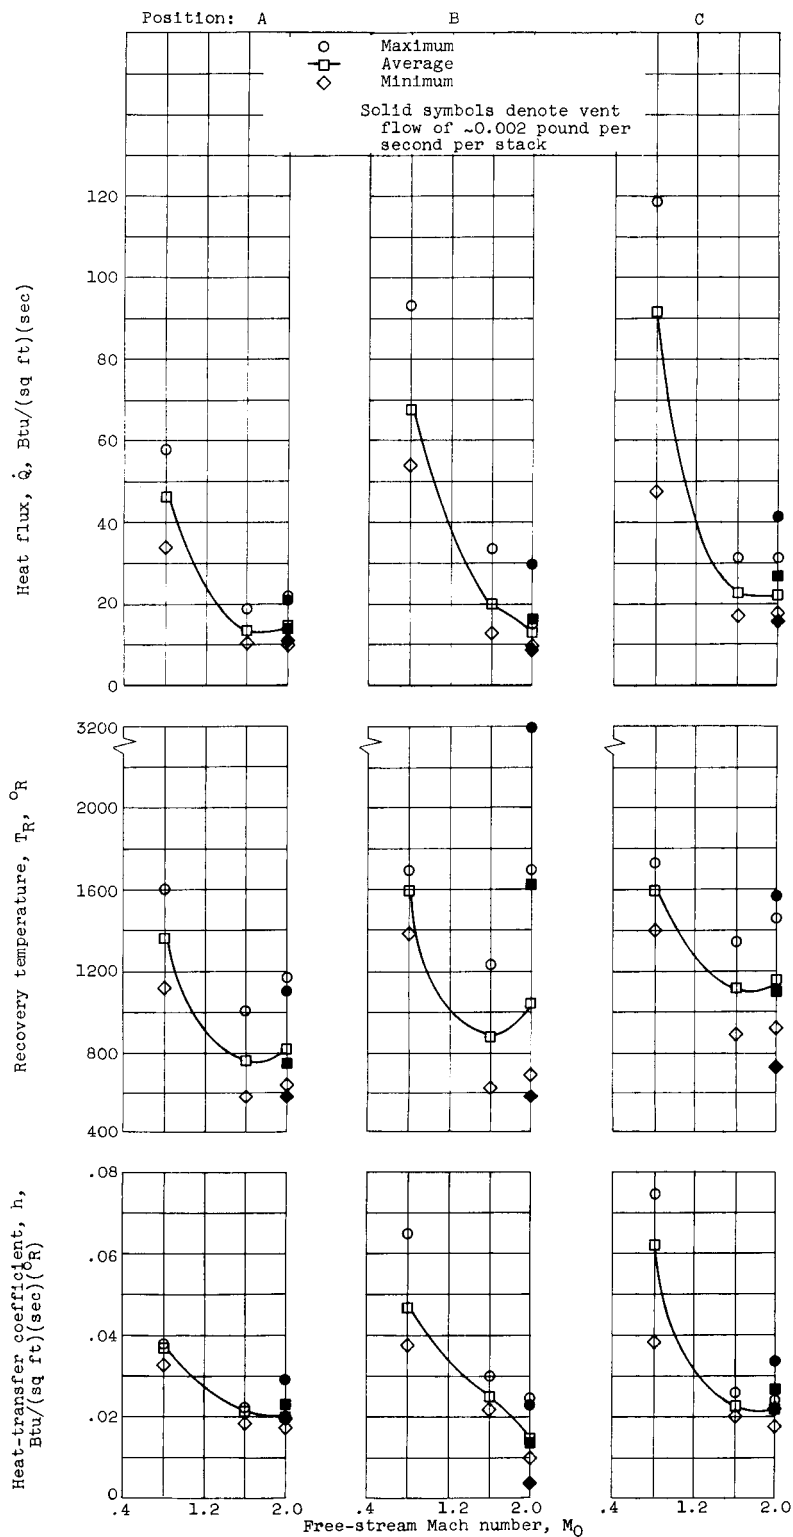 Position: A B C
Maximum
Average
Minimum
Solid symbols denote vent
flow of ~0.002 pound per
second per stack
Heat flux, Q̇, Btu/(sq ft)(sec)
120
100
80
60
40
20
0
Recovery temperature, T_R, °R
3200
2000
1600
1200
800
400
Heat-transfer coefficient, h,
Btu/(sq ft)(sec)(°R)
.08
.06
.04
.02
0
.4 1.2 2.0 .4 1.2 2.0 .4 1.2 2.0
Free-stream Mach number, M_0